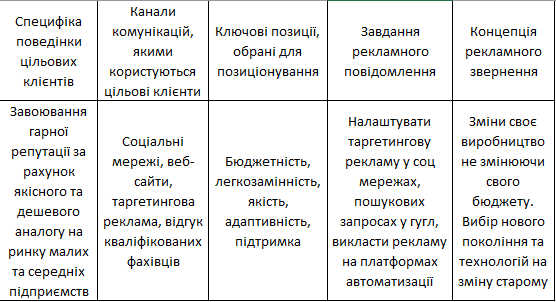 Специфіка
поведінки
цільових
клієнтів
Канали
комунікацій,
якими
користуються
цільові клієнти
Ключові позиції,
обрані для
позиціонування
Завдання
рекламного
повідомлення
Концепція
рекламного
звернення
Завоювання
гарної
репутації за
рахунок
якісного та
дешевого
аналогу на
ринку малих
та середніх
підприємств
Соціальні
мережі, веб-
сайти,
таргетингова
реклама, відгук
кваліфікованих
фахівців
Бюджетність,
легкозамінність,
якість,
адаптивність,
підтримка
Налаштувати
таргетингову
рекламу у соц
мережах,
пошукових
запросах у гугл,
викласти рекламу
на платформах
автоматизації
Зміни своє
виробництво
не змінюючи
свого
бюджету.
Вибір нового
покоління та
технологій на
зміну старому